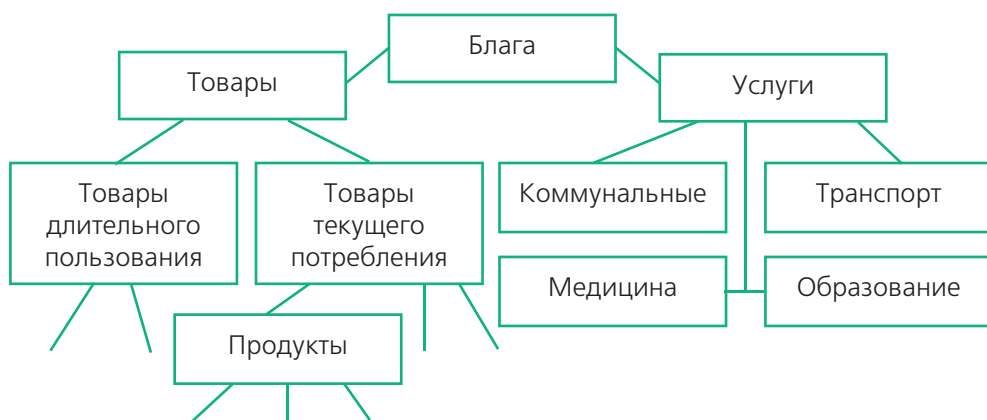 Блага
Товары
Услуги
Товары
длительного
пользования
Товары
текущего
потребления
Коммунальные
Транспорт
Медицина
Образование
Продукты